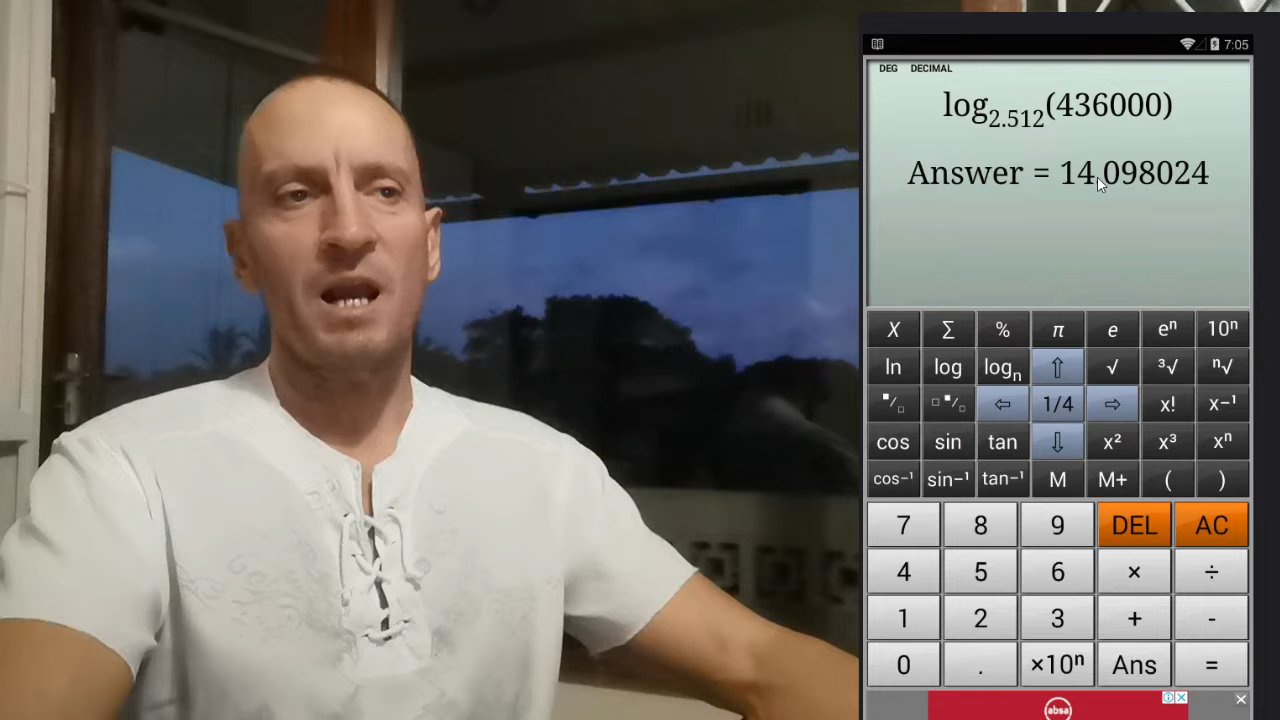 7:05
DEG DECIMAL
log2.512(436000)
Answer = 14.098024
X Σ % π e eⁿ 10ⁿ
ln log logn ⇧ √ ³√ ⁿ√
■/□ □■/□ ⇦ 1/4 ⇨ x! x⁻¹
cos sin tan ⇩ x² x³ xⁿ
cos⁻¹ sin⁻¹ tan⁻¹ M M+ ( )
7 8 9 DEL AC
4 5 6 × ÷
1 2 3 + -
0 . ×10ⁿ Ans =
absa